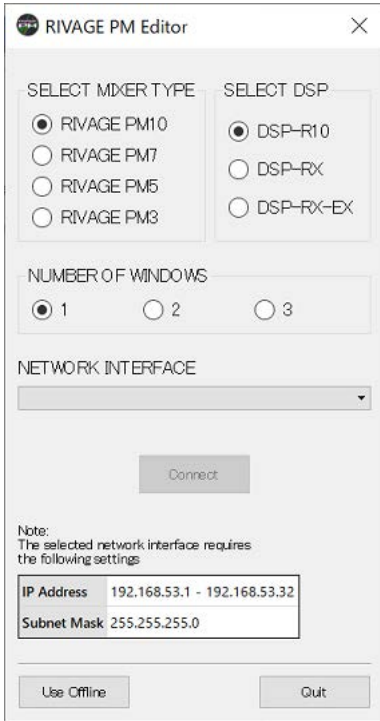 RIVAGE PM Editor
SELECT MIXER TYPE
RIVAGE PM10
RIVAGE PM7
RIVAGE PM5
RIVAGE PM3
SELECT DSP
DSP-R10
DSP-RX
DSP-RX-EX
NUMBER OF WINDOWS
1 2 3
NETWORK INTERFACE
Connect
Note:
The selected network interface requires
the following settings
IP Address 192.168.53.1 - 192.168.53.32
Subnet Mask 255.255.255.0
Use Offline Quit